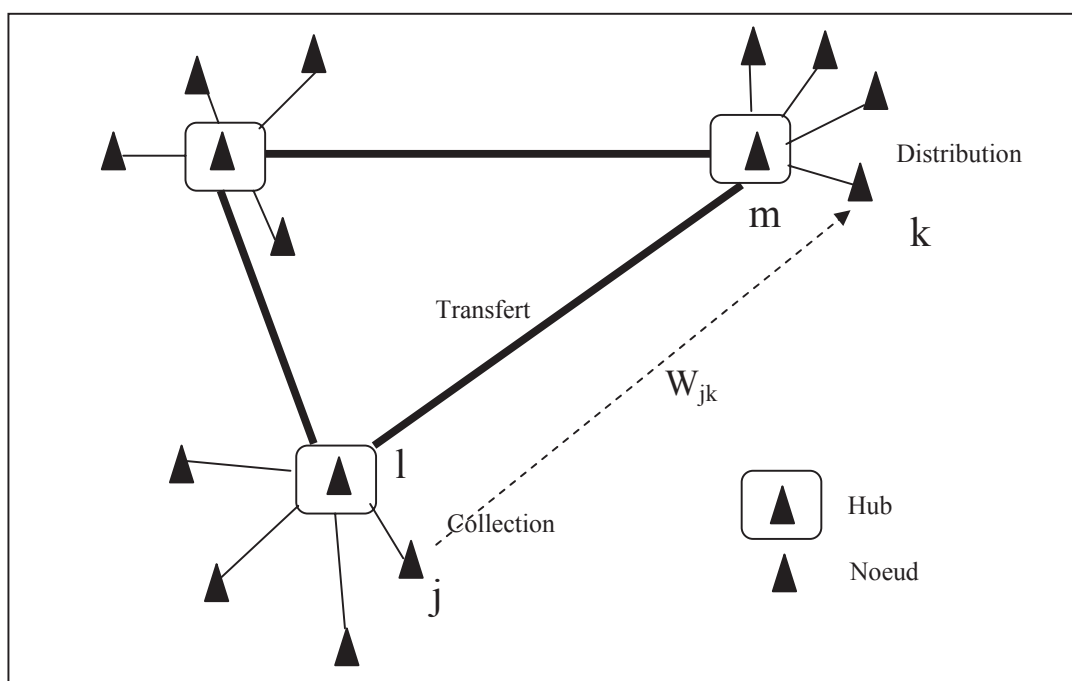 Distribution
m
k
Transfert
W_jk
l
Collection
Hub
j
Noeud